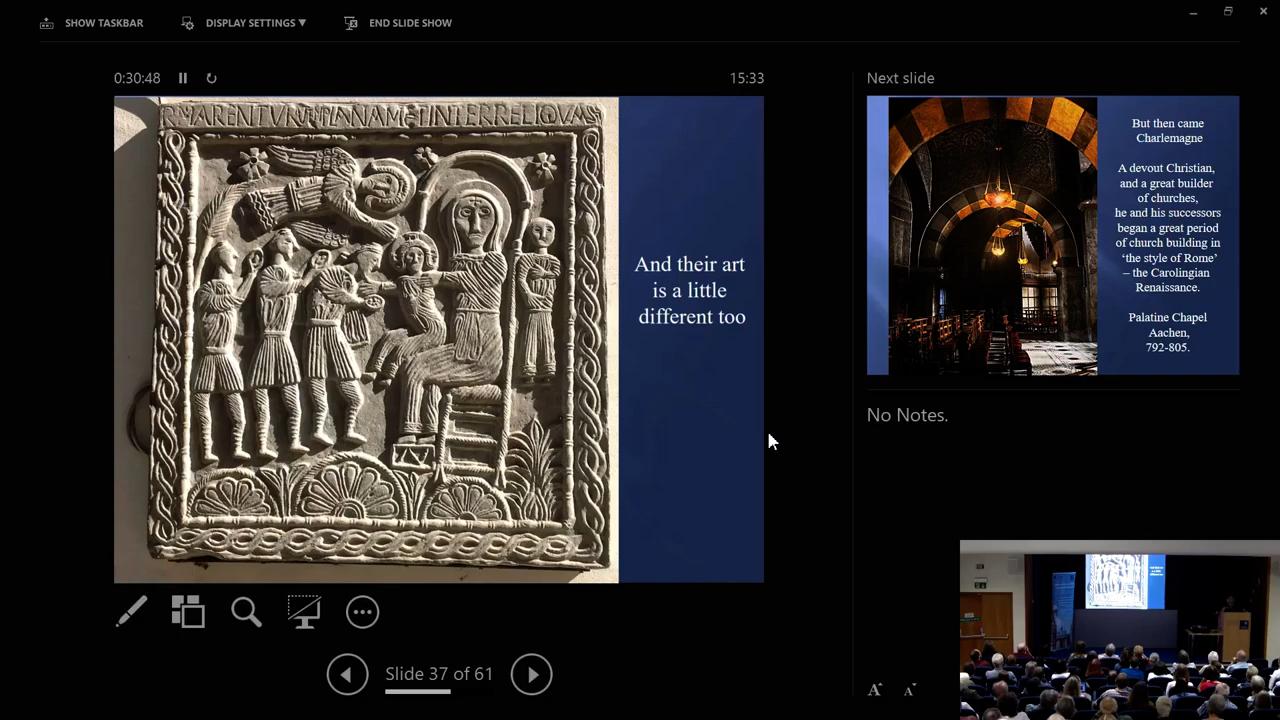 SHOW TASKBAR
DISPLAY SETTINGS ▼
END SLIDE SHOW
0:30:48
15:33
Next slide
And their art
is a little
different too
But then came
Charlemagne
A devout Christian,
and a great builder
of churches,
he and his successors
began a great period
of church building in
‘the style of Rome’
– the Carolingian
Renaissance.
Palatine Chapel
Aachen,
792-805.
No Notes.
Slide 37 of 61
A A